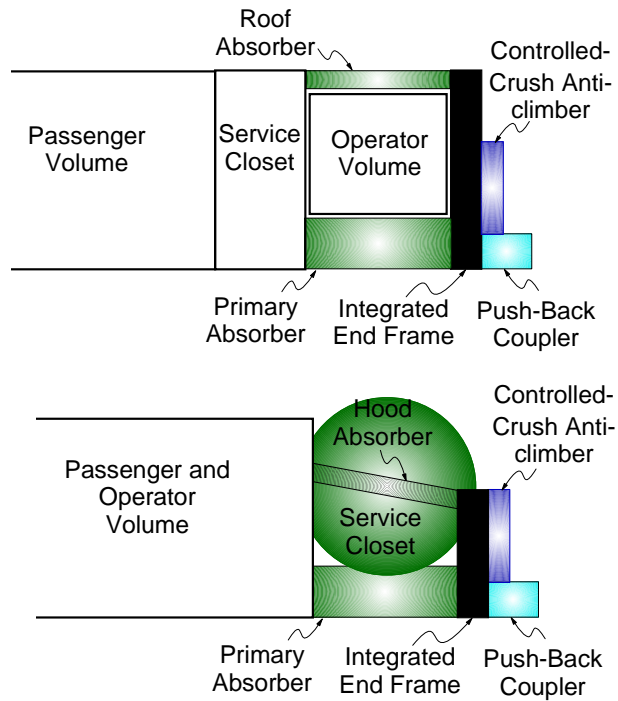 Roof
Absorber
Controlled-
Crush Anti-
climber
Passenger
Volume
Service
Closet
Operator
Volume
Primary
Absorber
Integrated
End Frame
Push-Back
Coupler
Hood
Absorber
Controlled-
Crush Anti-
climber
Passenger and
Operator
Volume
Service
Closet
Primary
Absorber
Integrated
End Frame
Push-Back
Coupler